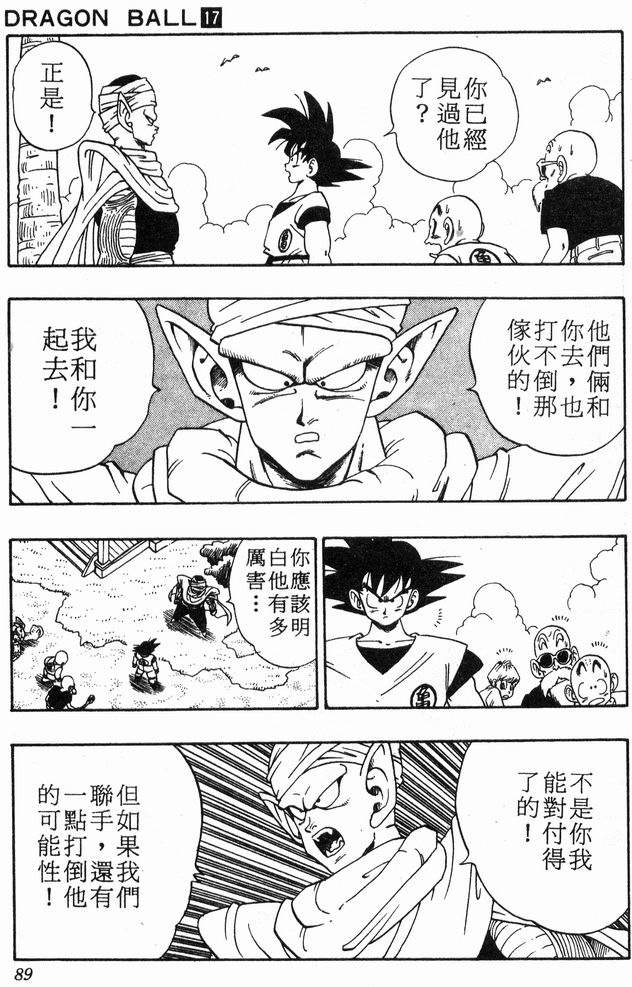 DRAGON BALL 17
你已經
見過他
了？
正是！
亀
亀
他們倆和
你去，也
打不倒那
傢伙的！
我和你一
起去！
亀
你應該明
白他有多
厲害…
不是你我
能對付得
了的！
但如果我們
聯手，還有
一點打倒他
的可能性！
89